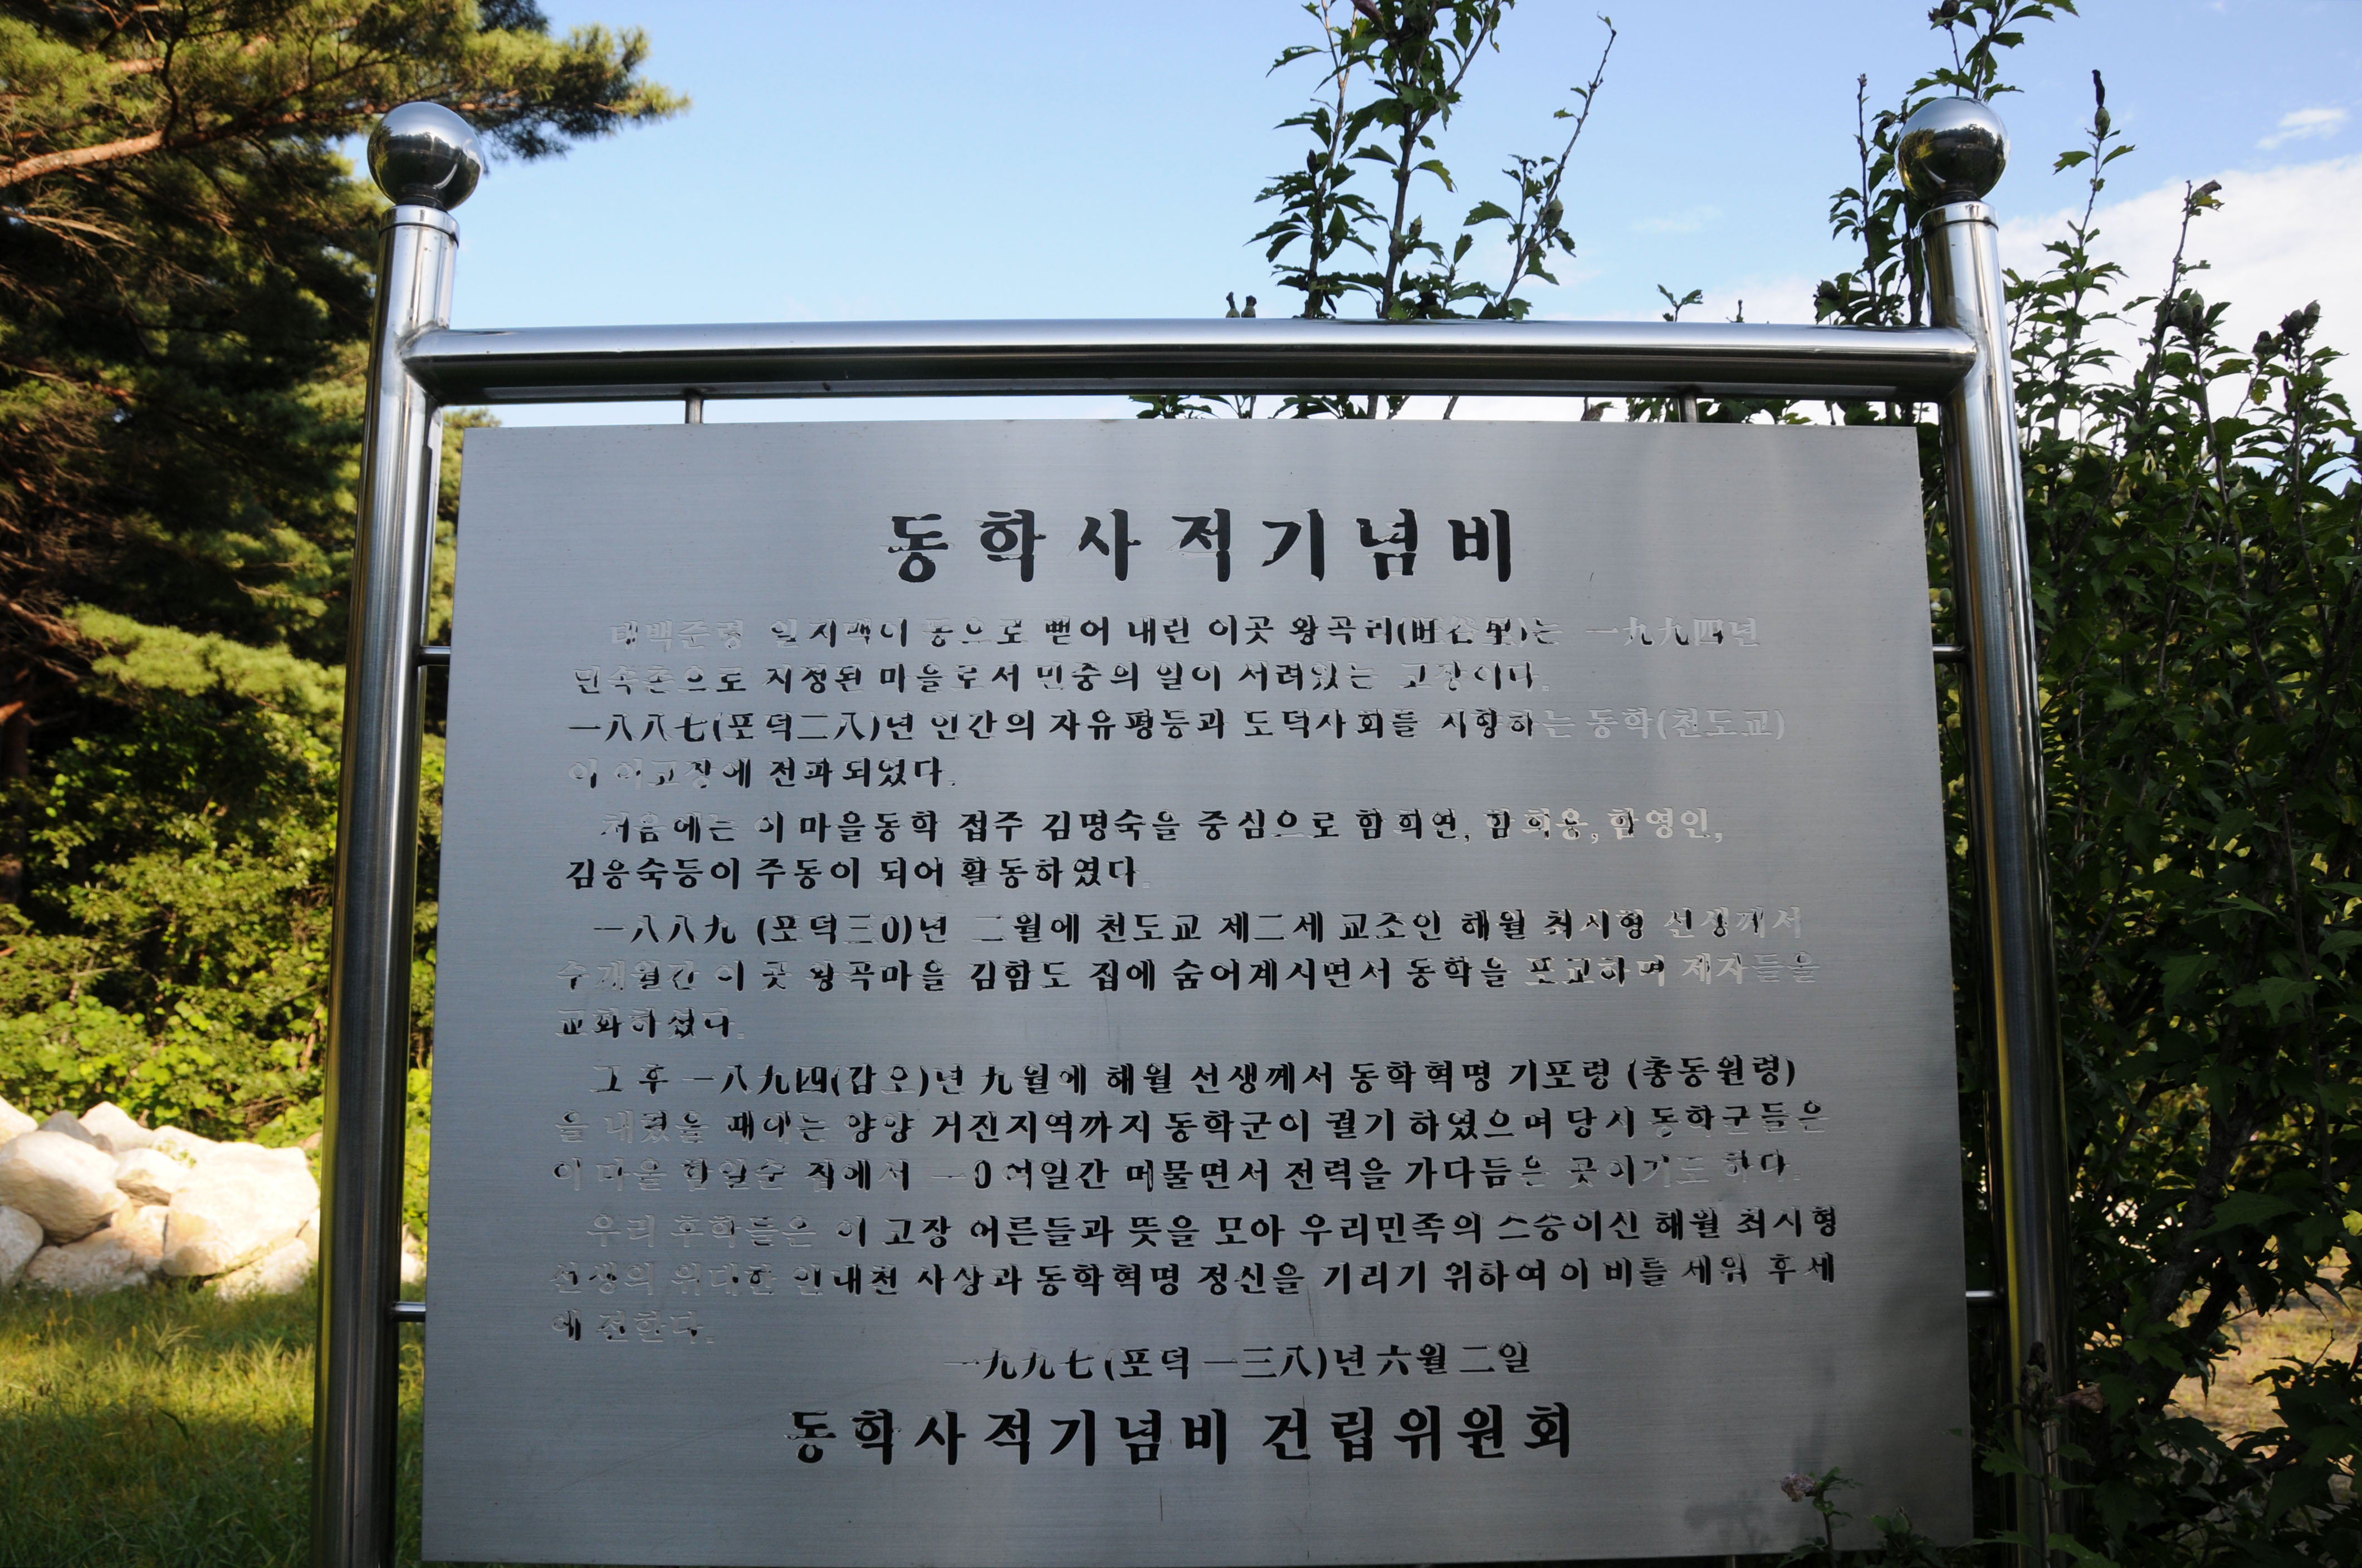 동학사적기념비
태백준령 일지맥이 동으로 뻗어 내린 이곳 왕곡리(旺谷里)는 一九九四년
민속촌으로 지정된 마을로서 민중의 얼이 서려있는 고장이다.
一八八七(포덕二八)년 인간의 자유평등과 도덕사회를 지향하는 동학(천도교)
이 이고장에 전파되었다.
처음에는 이 마을동학 접주 김명숙을 중심으로 함희연, 함희용, 함영인,
김응숙등이 주동이 되어 활동하였다.
一八八九 (포덕三0)년 二월에 천도교 제二세 교조인 해월 최시형 선생께서
수개월간 이 곳 왕곡마을 김함도 집에 숨어계시면서 동학을 포교하며 제자들을
교화하셨다.
그후 一八九四(갑오)년 九월에 해월 선생께서 동학혁명 기포령 (총동원령)
을 내렸을 때에는 양양 거진지역까지 동학군이 궐기 하였으며 당시 동학군들은
이 마을 함일순 집에서 一0여일간 머물면서 전력을 가다듬은 곳이기도 하다.
우리 후학들은 이 고장 어른들과 뜻을 모아 우리민족의 스승이신 해월 최시형
선생의 위대한 인내천 사상과 동학혁명 정신을 기리기 위하여 이 비를 세워 후세
에 전한다.
一九九七(포덕 一三八)년 六월 二일
동학사적기념비 건립위원회